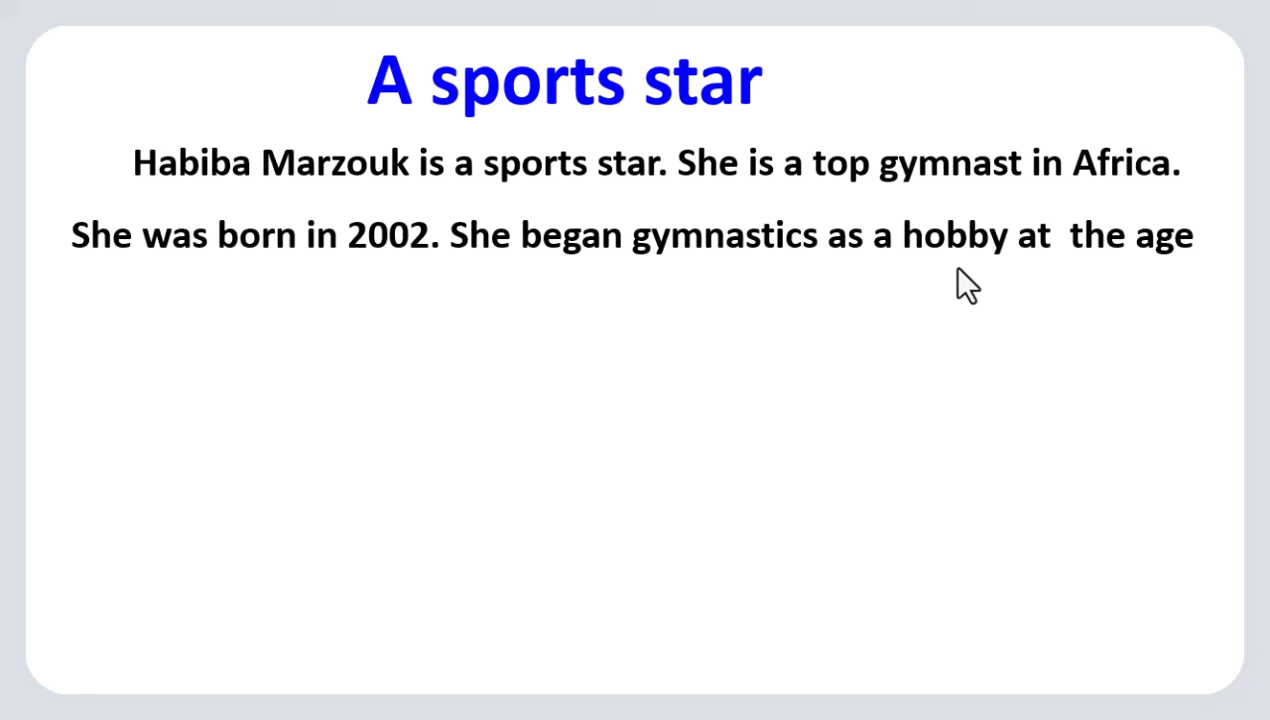 A sports star
Habiba Marzouk is a sports star. She is a top gymnast in Africa.
She was born in 2002. She began gymnastics as a hobby at  the age